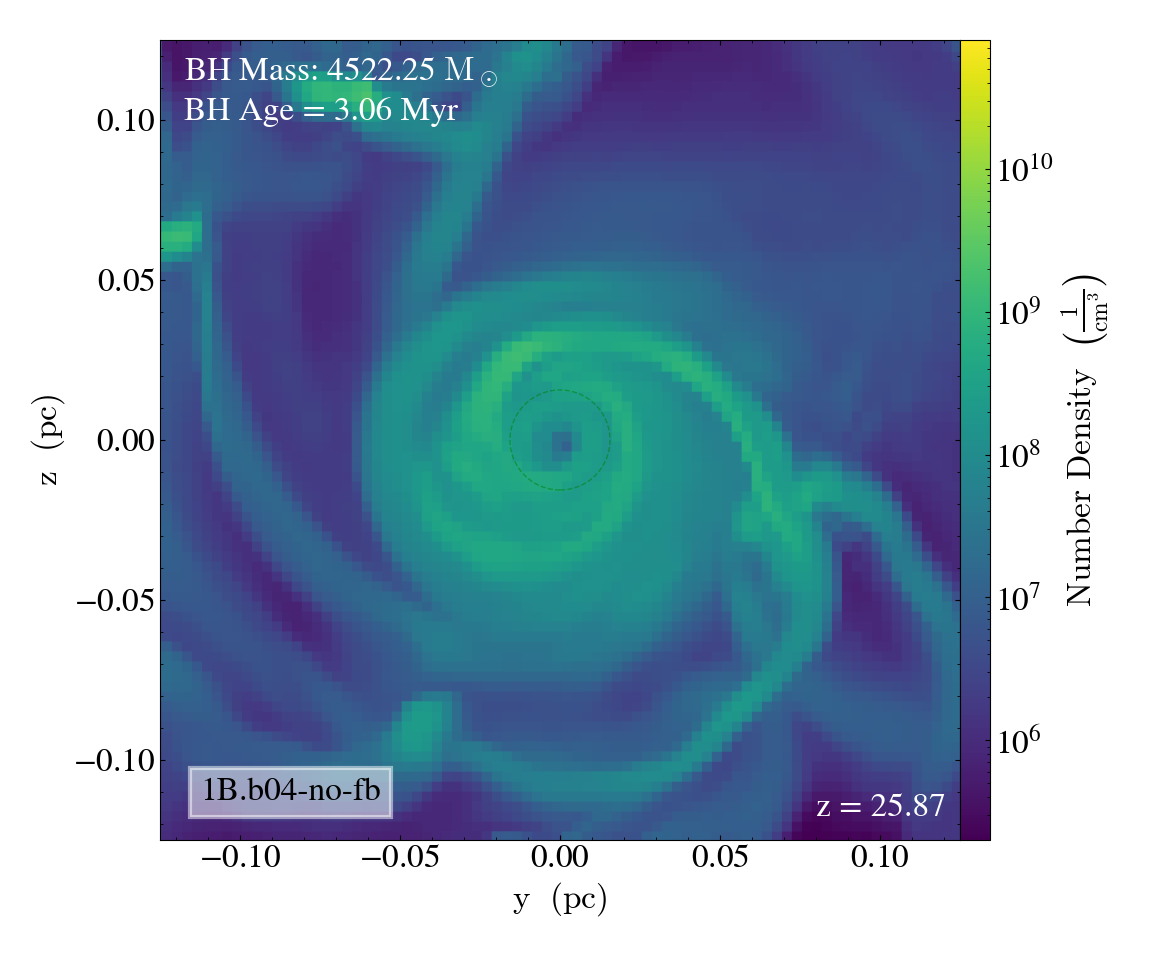 BH Mass: 4522.25 M⊙
BH Age = 3.06 Myr
0.10
0.05
0.00
−0.05
−0.10
z (pc)
1B.b04-no-fb
z = 25.87
−0.10 −0.05 0.00 0.05 0.10
y (pc)
10¹⁰
10⁹
10⁸
10⁷
10⁶
Number Density (1/cm³)